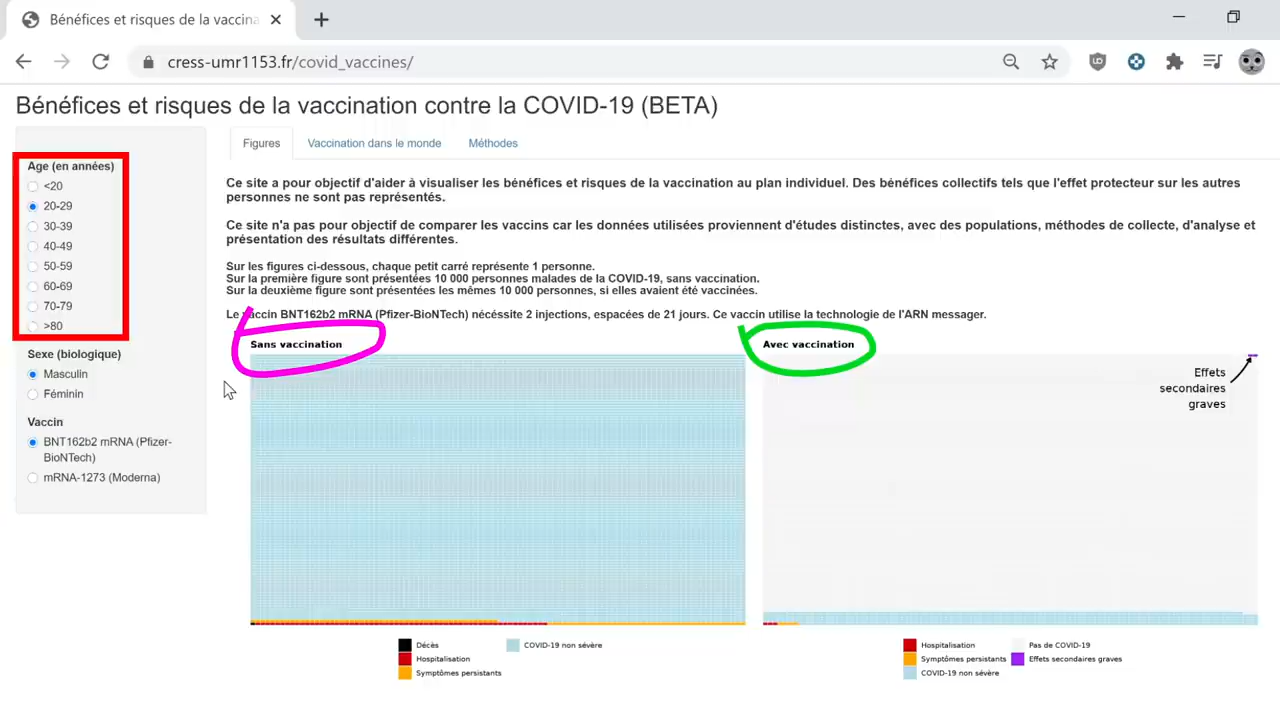 Bénéfices et risques de la vaccina
cress-umr1153.fr/covid_vaccines/
Bénéfices et risques de la vaccination contre la COVID-19 (BETA)
Age (en années)
<20
20-29
30-39
40-49
50-59
60-69
70-79
>80
Sexe (biologique)
Masculin
Féminin
Vaccin
BNT162b2 mRNA (Pfizer-
BioNTech)
mRNA-1273 (Moderna)
Figures
Vaccination dans le monde
Méthodes
Ce site a pour objectif d'aider à visualiser les bénéfices et risques de la vaccination au plan individuel. Des bénéfices collectifs tels que l'effet protecteur sur les autres
personnes ne sont pas représentés.
Ce site n'a pas pour objectif de comparer les vaccins car les données utilisées proviennent d'études distinctes, avec des populations, méthodes de collecte, d'analyse et
présentation des résultats différentes.
Sur les figures ci-dessous, chaque petit carré représente 1 personne.
Sur la première figure sont présentées 10 000 personnes malades de la COVID-19, sans vaccination.
Sur la deuxième figure sont présentées les mêmes 10 000 personnes, si elles avaient été vaccinées.
Le vaccin BNT162b2 mRNA (Pfizer-BioNTech) nécéssite 2 injections, espacées de 21 jours. Ce vaccin utilise la technologie de l'ARN messager.
Sans vaccination
Décès
Hospitalisation
Symptômes persistants
COVID-19 non sévère
Avec vaccination
Effets
secondaires
graves
Hospitalisation
Symptômes persistants
COVID-19 non sévère
Pas de COVID-19
Effets secondaires graves